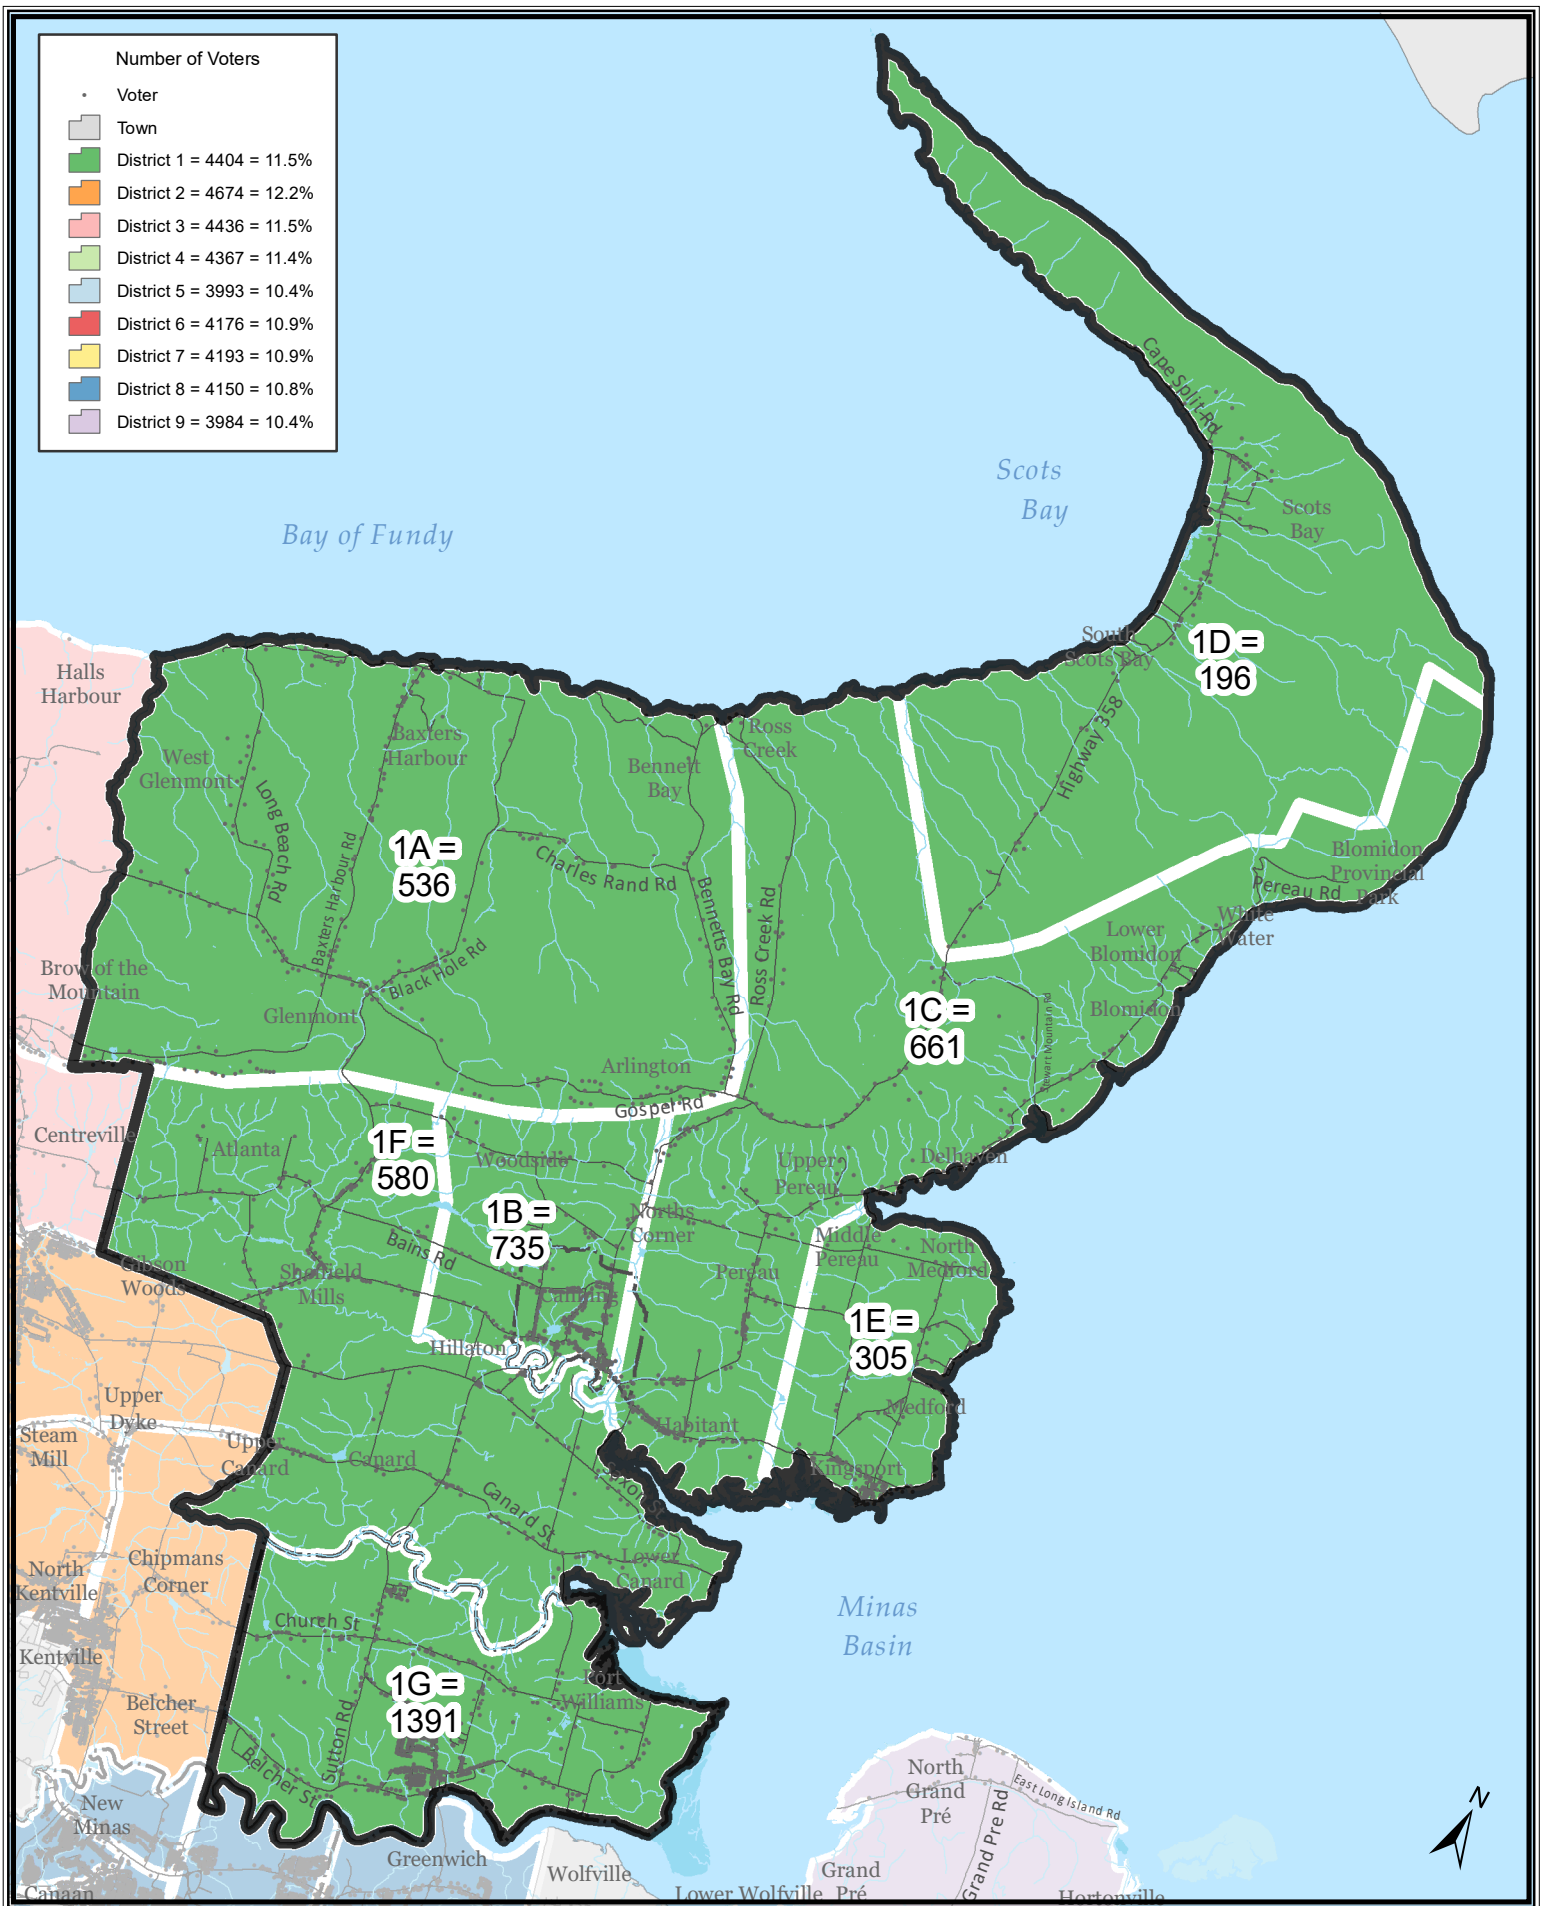 Number of Voters
Voter
Town
District 1 = 4404 = 11.5%
District 2 = 4674 = 12.2%
District 3 = 4436 = 11.5%
District 4 = 4367 = 11.4%
District 5 = 3993 = 10.4%
District 6 = 4176 = 10.9%
District 7 = 4193 = 10.9%
District 8 = 4150 = 10.8%
District 9 = 3984 = 10.4%
Cape Split Rd
Scots
Bay
Bay of Fundy
Scots
Bay
South
Scots Bay
1D =
196
Halls
Harbour
Highway 358
Baxters
Harbour
Ross
Creek
West
Glenmont
Bennett
Bay
Long Beach Rd
Baxters Harbour Rd
1A =
536
Charles Rand Rd
Bennetts Bay Rd
Ross Creek Rd
Blomidon
Provincial
Park
Pereau Rd
White
Water
Lower
Blomidon
Brow of the
Mountain
Black Hole Rd
Glenmont
1C =
661
Blomidon
Stewart Mountain Rd
Arlington
Gospel Rd
Centreville
Atlanta
1F =
580
Woodside
Upper
Pereau
Delhaven
1B =
735
Norths
Corner
Bains Rd
Middle
Pereau
North
Medford
Gibson
Woods
Sheffield
Mills
Pereau
Canning
1E =
305
Hillaton
Upper
Dyke
Medford
Steam
Mill
Upper
Canard
Canard
Habitant
Kingsport
Saxon St
Canard St
Chipmans
Corner
Lower
Canard
North
Kentville
Church St
Minas
Basin
Kentville
1G =
1391
Port
Williams
Belcher
Street
Sutton Rd
Belcher St
North
Grand
Pré
East Long Island Rd
Grand Pre Rd
N
New
Minas
Greenwich
Wolfville
Grand
Pré
Canaan
Lower Wolfville
Hortonville